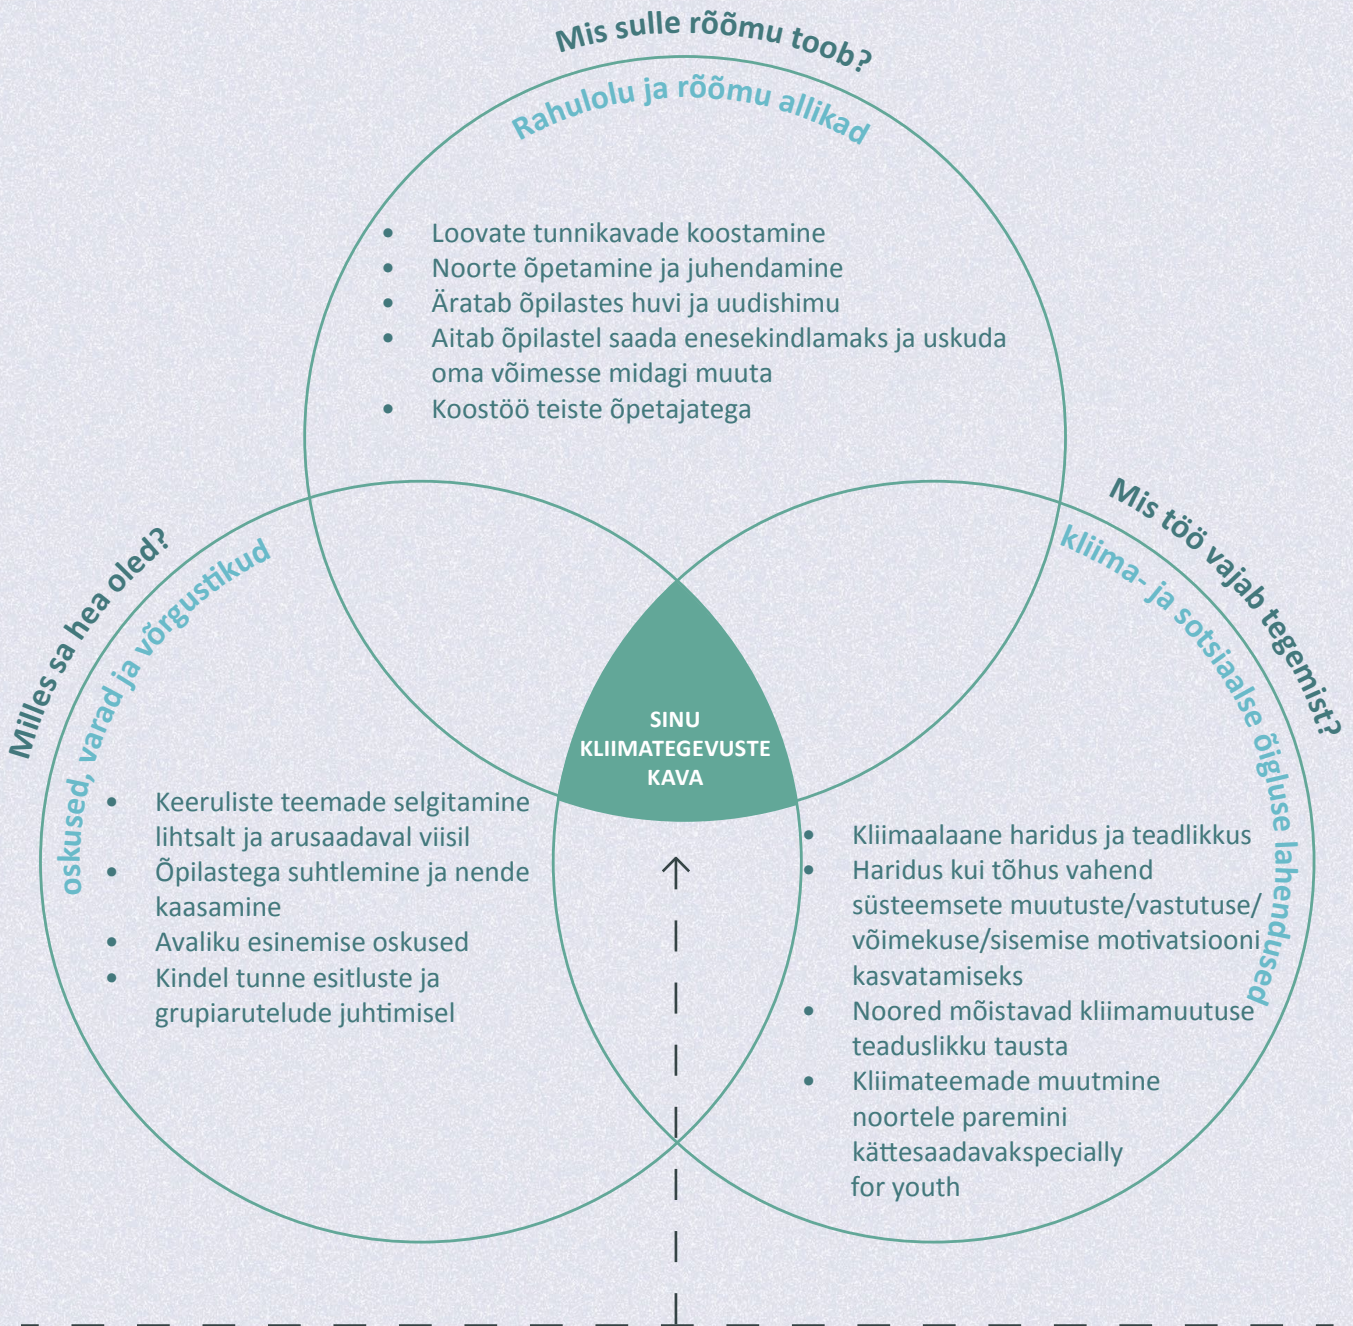 Mis sulle rõõmu toob?
Rahulolu ja rõõmu allikad
• Loovate tunnikavade koostamine
• Noorte õpetamine ja juhendamine
• Äratab õpilastes huvi ja uudishimu
• Aitab õpilastel saada enesekindlamaks ja uskuda
oma võimesse midagi muuta
• Koostöö teiste õpetajatega
Milles sa hea oled?
oskused, varad ja võrgustikud
• Keeruliste teemade selgitamine
lihtsalt ja arusaadaval viisil
• Õpilastega suhtlemine ja nende
kaasamine
• Avaliku esinemise oskused
• Kindel tunne esitluste ja
grupiarutelude juhtimisel
SINU
KLIIMATEGEVUSTE
KAVA
Mis töö vajab tegemist?
kliima- ja sotsiaalse õigluse lahendused
• Kliimaalaane haridus ja teadlikkus
• Haridus kui tõhus vahend
süsteemsete muutuste/vastutuse/
võimekuse/sisemise motivatsiooni
kasvatamiseks
• Noored mõistavad kliimamuutuse
teaduslikku tausta
• Kliimateemade muutmine
noortele paremini
kättesaadavakspecially
for youth